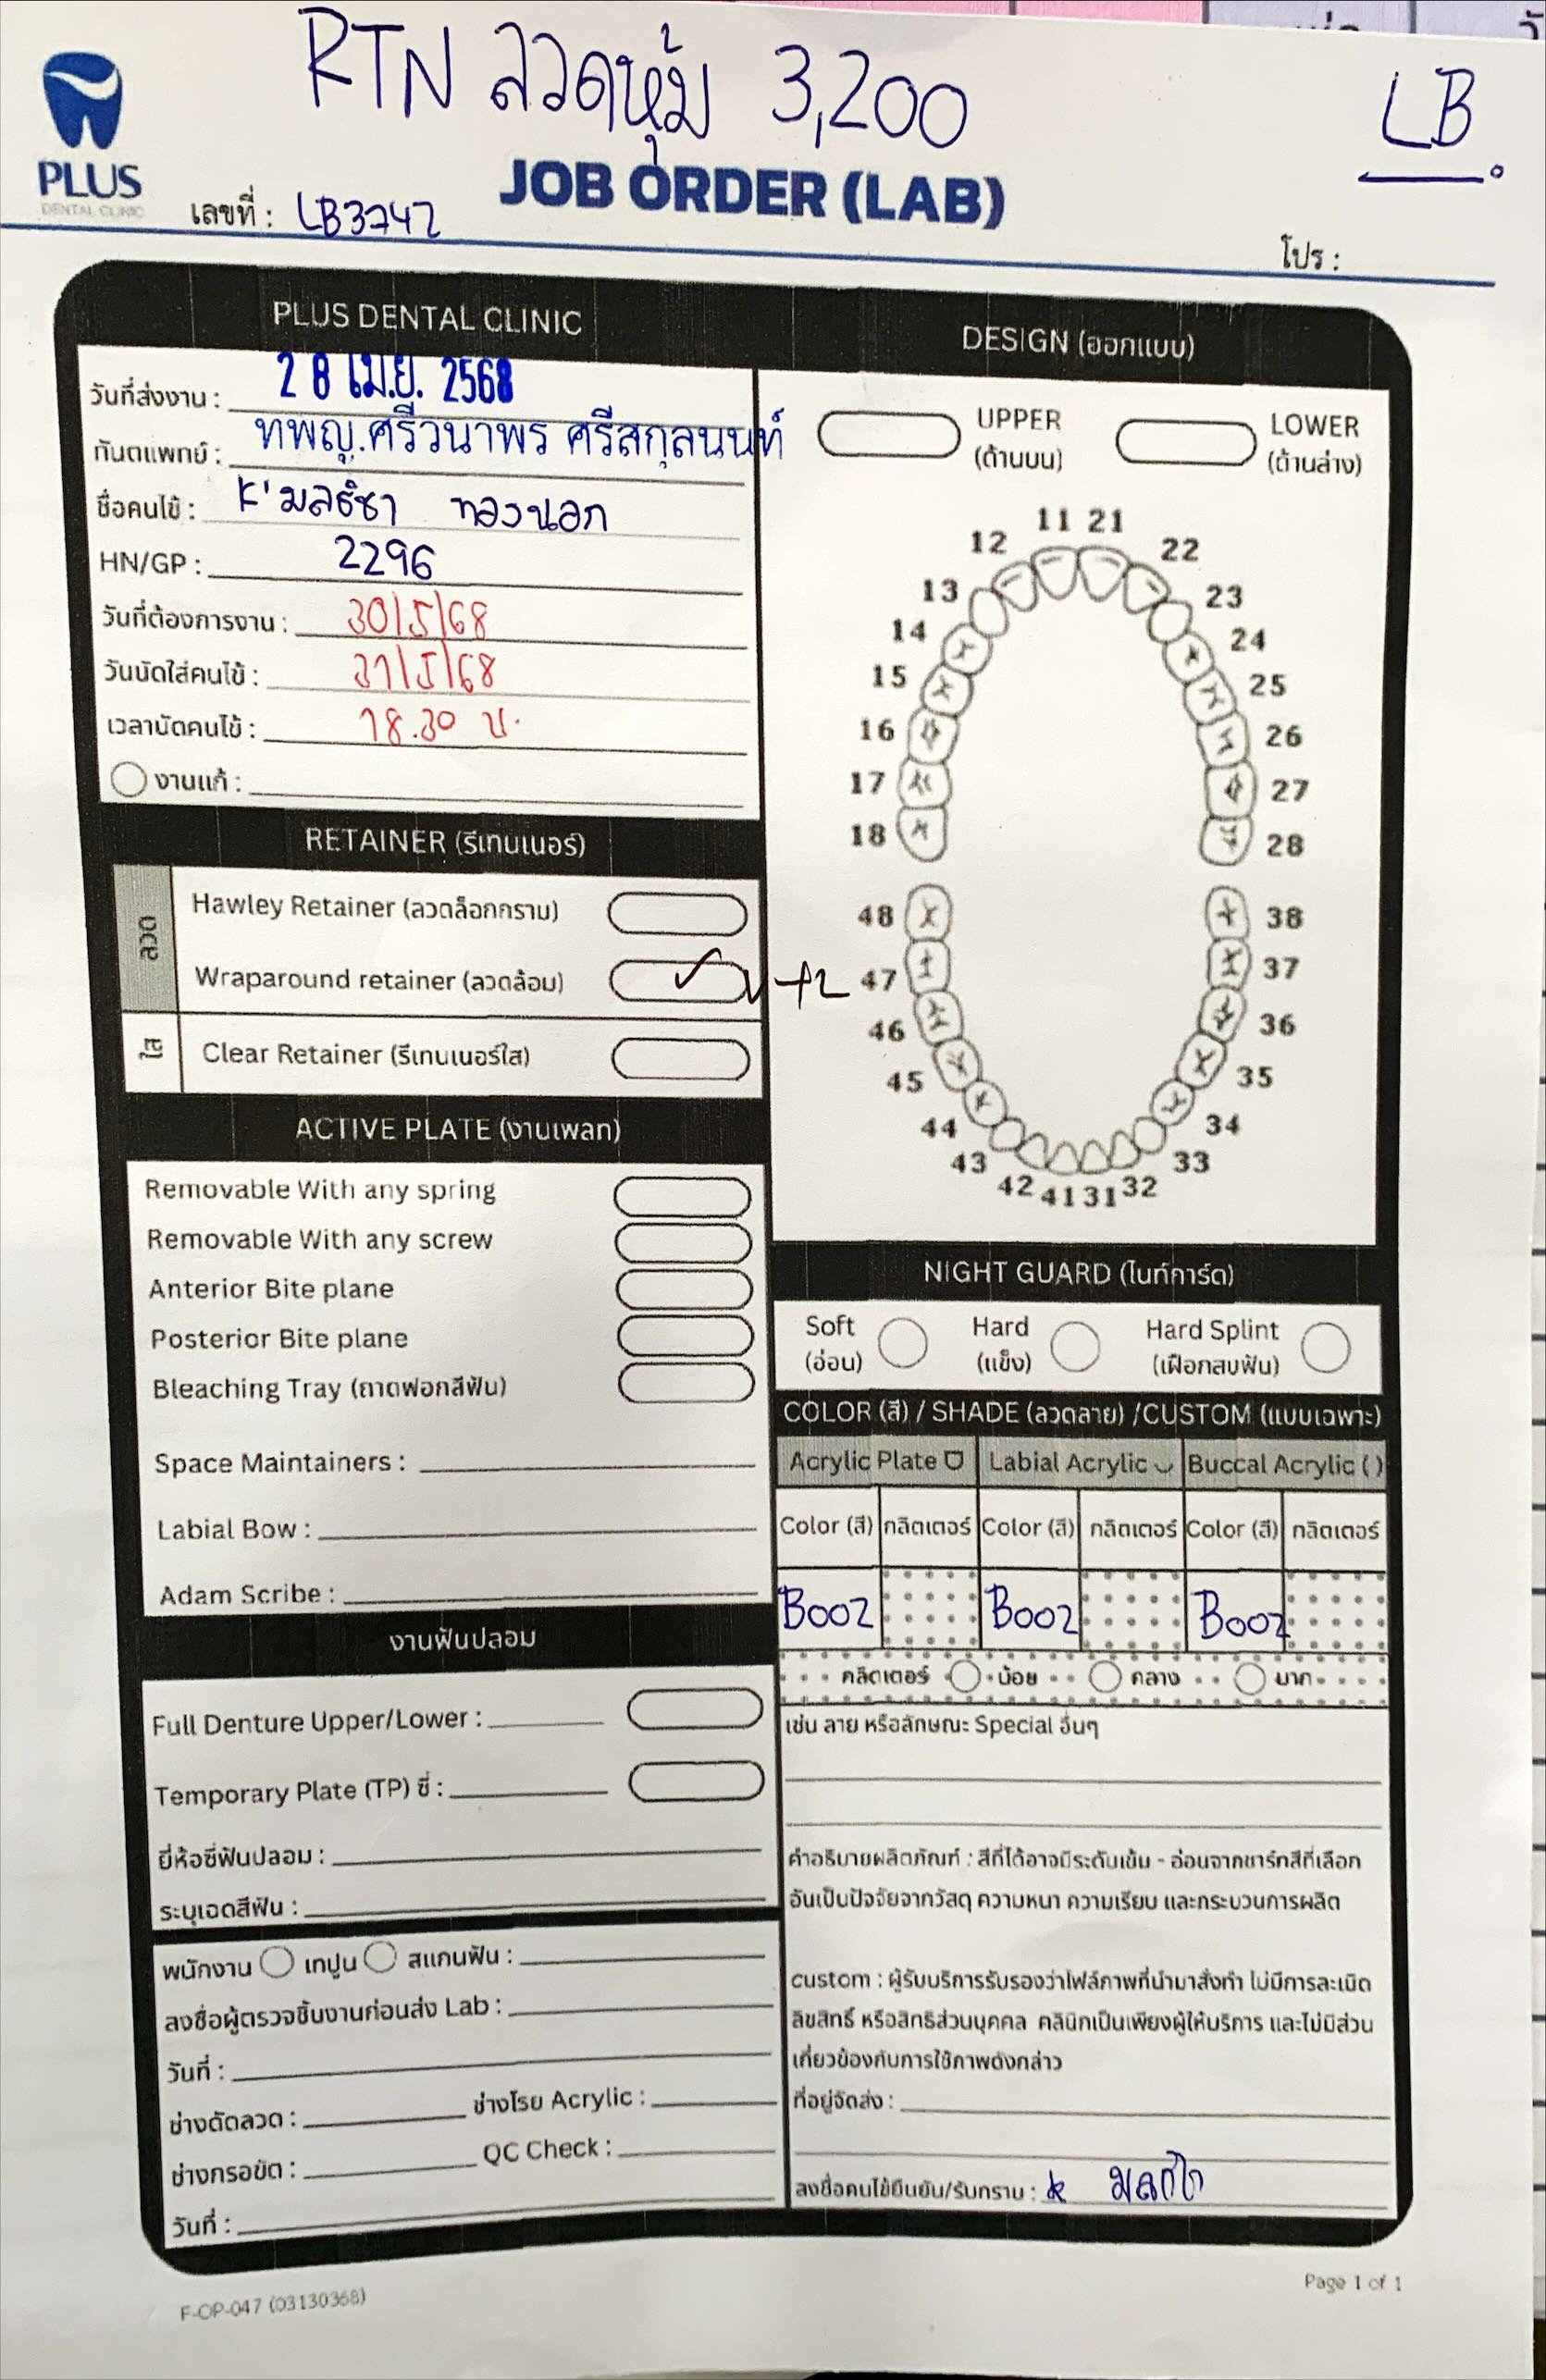 RTN ลวดหุ้ม 3,200
LB
PLUS
DENTAL CLINIC
JOB ORDER (LAB)
เลขที่ : LB3742
โปร :
PLUS DENTAL CLINIC
วันที่ส่งงาน : 28 เม.ย. 2568
ทันตแพทย์ : ทพญ.ศรีวนาพร ศรีสกุลนนท์
ชื่อคนไข้ : K' ทองนอก
HN/GP : 2296
วันที่ต้องการงาน : 30/5/68
วันนัดใส่คนไข้ : 31/5/68
เวลานัดคนไข้ : 18.30 น.
งานแก้ :
RETAINER (รีเทนเนอร์)
ลวด
Hawley Retainer (ลวดล็อกกราม)
Wraparound retainer (ลวดล้อม)
ใส
Clear Retainer (รีเทนเนอร์ใส)
ACTIVE PLATE (งานเพลท)
Removable With any spring
Removable With any screw
Anterior Bite plane
Posterior Bite plane
Bleaching Tray (ถาดฟอกสีฟัน)
Space Maintainers :
Labial Bow :
Adam Scribe :
งานฟันปลอม
Full Denture Upper/Lower :
Temporary Plate (TP) ซี่ :
ยี่ห้อซี่ฟันปลอม :
ระบุเฉดสีฟัน :
พนักงาน เทปูน สแกนฟัน :
ลงชื่อผู้ตรวจชิ้นงานก่อนส่ง Lab :
วันที่ :
ช่างดัดลวด : ช่างโรย Acrylic :
ช่างกรอขัด : QC Check :
วันที่ :
DESIGN (ออกแบบ)
UPPER (ด้านบน) LOWER (ด้านล่าง)
11 21
12 22
13 23
14 24
15 25
16 26
17 27
18 28
48 38
47 37
46 36
45 35
44 34
43 33
42 41 31 32
NIGHT GUARD (ไนท์การ์ด)
Soft (อ่อน) Hard (แข็ง) Hard Splint (เฝือกสบฟัน)
COLOR (สี) / SHADE (ลวดลาย) /CUSTOM (แบบเฉพาะ)
Acrylic Plate Labial Acrylic Buccal Acrylic ( )
Color (สี) กลิตเตอร์ Color (สี) กลิตเตอร์ Color (สี) กลิตเตอร์
B002 B002 B002
กลิตเตอร์ น้อย กลาง มาก
เช่น ลาย หรือลักษณะ Special อื่นๆ
คำอธิบายผลิตภัณฑ์ : สีที่ได้อาจมีระดับเข้ม - อ่อนจากชาร์ทสีที่เลือก
อันเป็นปัจจัยจากวัสดุ ความหนา ความเรียบ และกระบวนการผลิต
custom : ผู้รับบริการรับรองว่าไฟล์ภาพที่นำมาสั่งทำ ไม่มีการละเมิด
ลิขสิทธิ์ หรือสิทธิส่วนบุคคล คลินิกเป็นเพียงผู้ให้บริการ และไม่มีส่วน
เกี่ยวข้องกับการใช้ภาพดังกล่าว
ที่อยู่จัดส่ง :
ลงชื่อคนไข้ยืนยัน/รับทราบ :
F-OP-047 (03130368)
Page 1 of 1